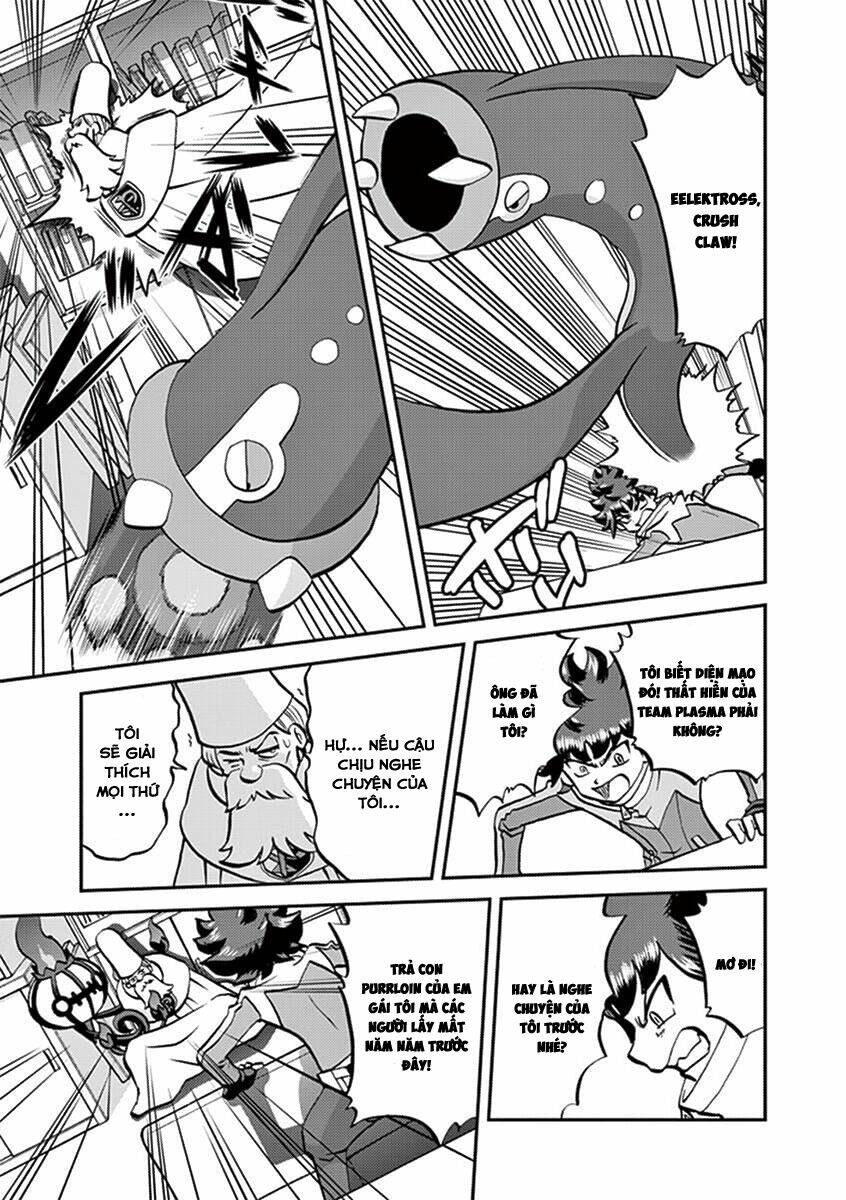 EELEKTROSS,
CRUSH
CLAW!
TÔI BIẾT DIỆN MẠO
ĐÓ! THẤT HIỀN CỦA
TEAM PLASMA PHẢI
KHÔNG?
ÔNG ĐÃ
LÀM GÌ
TÔI?
HỰ... NẾU CẬU
CHỊU NGHE
CHUYỆN CỦA
TÔI...
TÔI
SẼ GIẢI
THÍCH
MỌI THỨ
...
MƠ ĐI!
HAY LÀ NGHE
CHUYỆN CỦA
TÔI TRƯỚC
NHÉ?
TRẢ CON
PURRLOIN CỦA EM
GÁI TÔI MÀ CÁC
NGƯỜI LẤY MẤT
NĂM NĂM TRƯỚC
ĐÂY!